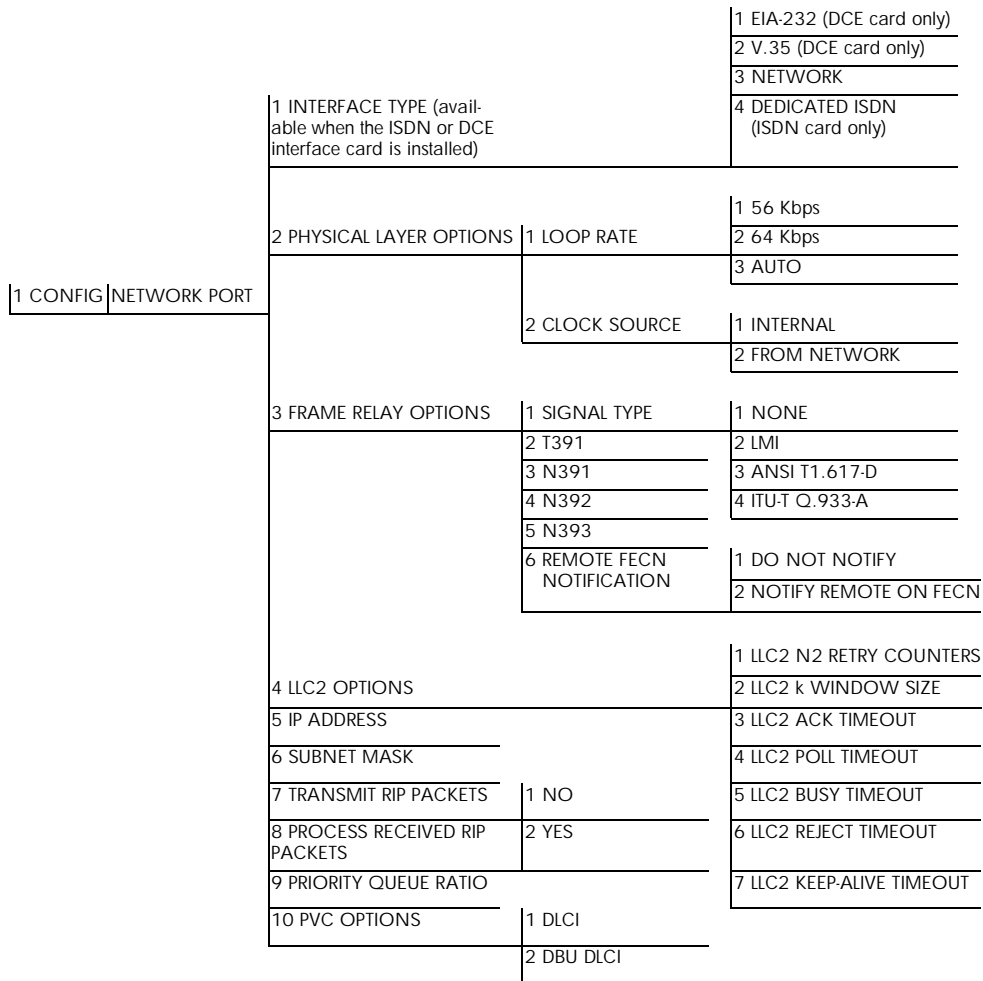 1 EIA-232 (DCE card only)
2 V.35 (DCE card only)
3 NETWORK
1 INTERFACE TYPE (avail-
able when the ISDN or DCE
interface card is installed)
4 DEDICATED ISDN
(ISDN card only)
1 56 Kbps
2 PHYSICAL LAYER OPTIONS
1 LOOP RATE
2 64 Kbps
3 AUTO
1 CONFIG
NETWORK PORT
2 CLOCK SOURCE
1 INTERNAL
2 FROM NETWORK
3 FRAME RELAY OPTIONS
1 SIGNAL TYPE
1 NONE
2 T391
2 LMI
3 N391
3 ANSI T1.617-D
4 N392
4 ITU-T Q.933-A
5 N393
6 REMOTE FECN
NOTIFICATION
1 DO NOT NOTIFY
2 NOTIFY REMOTE ON FECN
1 LLC2 N2 RETRY COUNTERS
4 LLC2 OPTIONS
2 LLC2 k WINDOW SIZE
5 IP ADDRESS
3 LLC2 ACK TIMEOUT
6 SUBNET MASK
4 LLC2 POLL TIMEOUT
7 TRANSMIT RIP PACKETS
1 NO
5 LLC2 BUSY TIMEOUT
8 PROCESS RECEIVED RIP
PACKETS
2 YES
6 LLC2 REJECT TIMEOUT
9 PRIORITY QUEUE RATIO
7 LLC2 KEEP-ALIVE TIMEOUT
10 PVC OPTIONS
1 DLCI
2 DBU DLCI